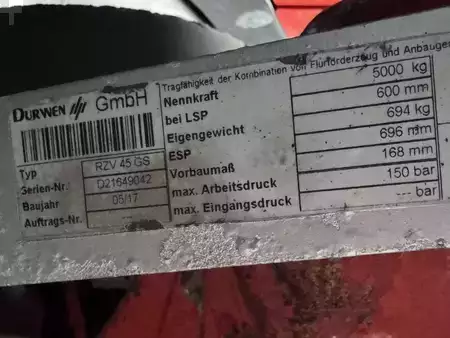 DURWEN GmbH
Typ RZV 45 GS
Serien-Nr. D21649042
Baujahr 05/17
Auftrags-Nr.
Tragfähigkeit der Kombination von Flurförderzeug und Anbauger
Nennkraft 5000 kg
bei LSP 600 mm
Eigengewicht 694 kg
ESP 696 mm
Vorbaumaß 168 mm
max. Arbeitsdruck 150 bar
max. Eingangsdruck --- bar